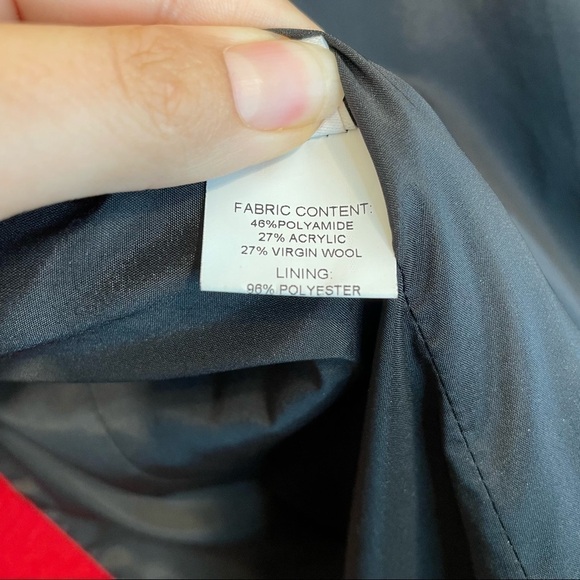 FABRIC CONTENT:
46%POLYAMIDE
27% ACRYLIC
27% VIRGIN WOOL
LINING:
96% POLYESTER